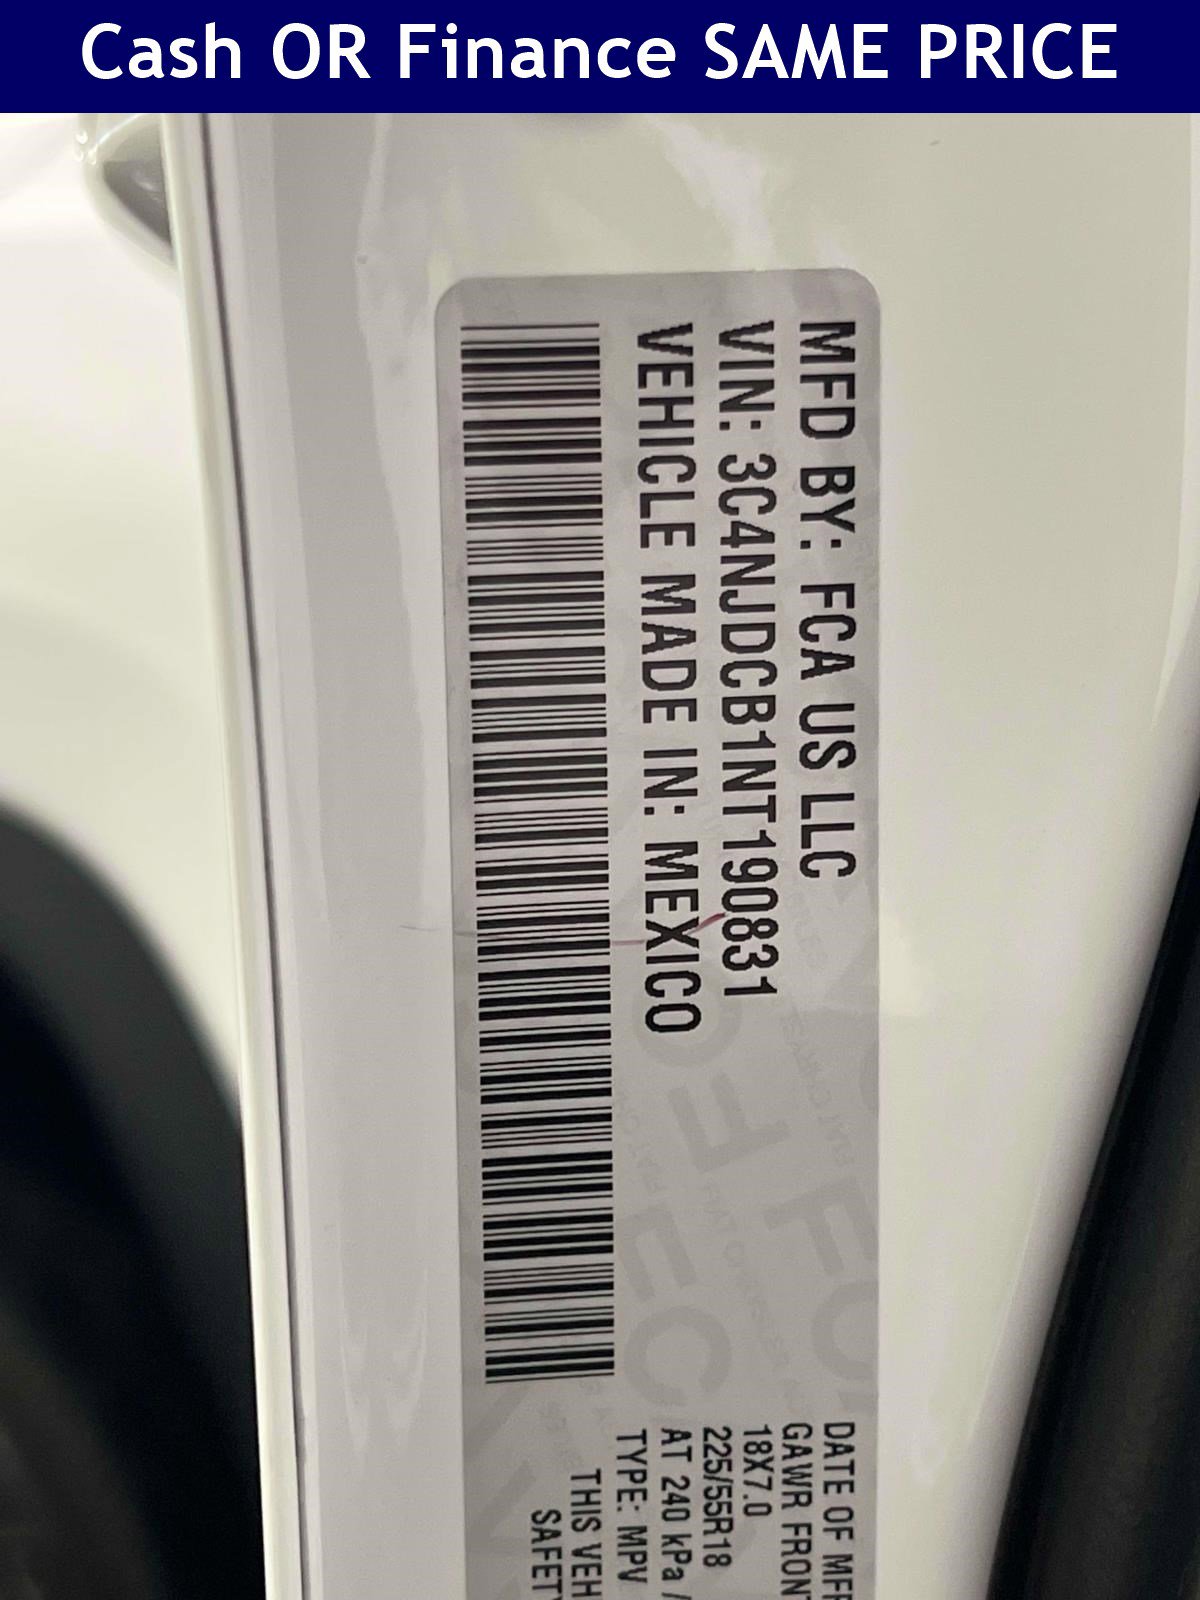 Cash OR Finance SAME PRICE
MFD BY: FCA US LLC
VIN: 3C4NJDCB1NT190831
VEHICLE MADE IN: MEXICO
DATE OF MFR
GAWR FRONT
18X7.0
225/55R18
AT 240 kPa /
TYPE: MPV
THIS VEH
SAFETY